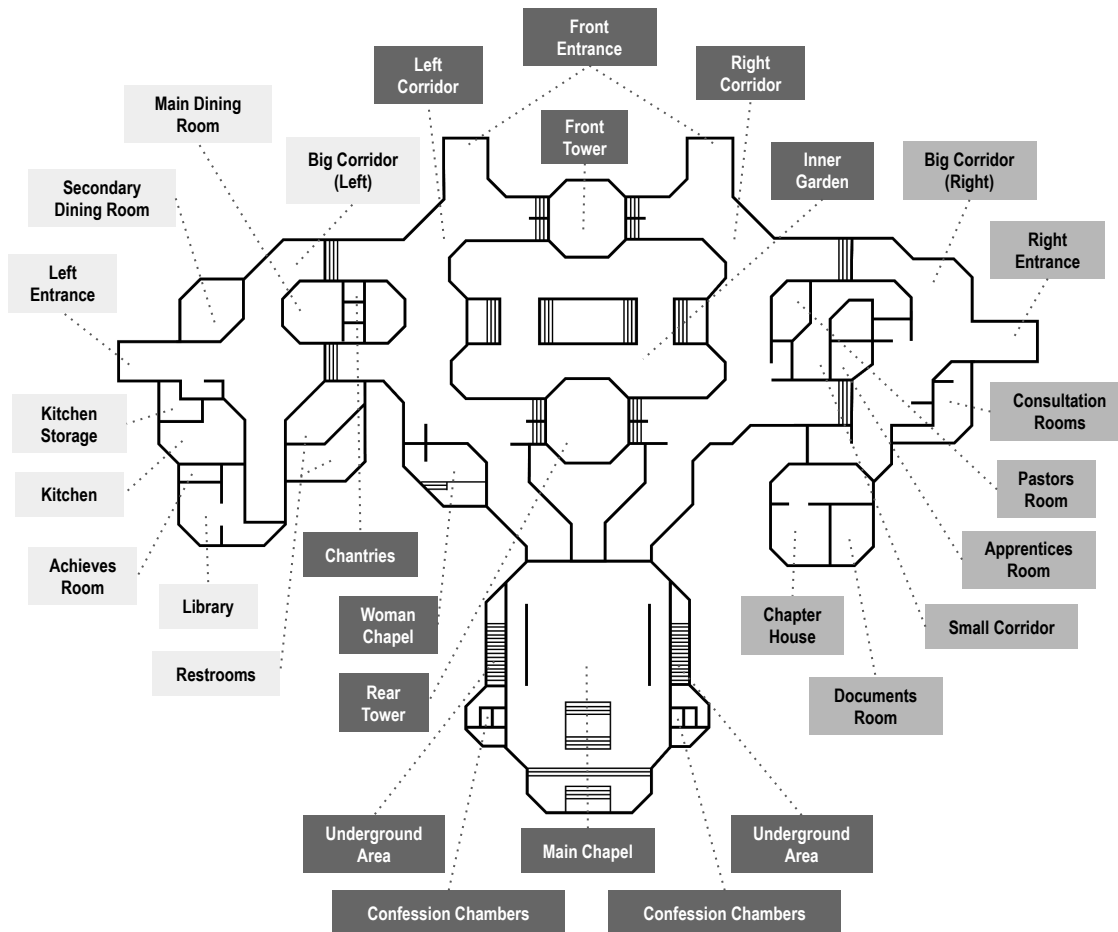 Front
Entrance
Left
Corridor
Right
Corridor
Main Dining
Room
Front
Tower
Big Corridor
(Left)
Inner
Garden
Big Corridor
(Right)
Secondary
Dining Room
Left
Entrance
Right
Entrance
Kitchen
Storage
Consultation
Rooms
Kitchen
Pastors
Room
Achieves
Room
Chantries
Apprentices
Room
Library
Woman
Chapel
Chapter
House
Small Corridor
Restrooms
Rear
Tower
Documents
Room
Underground
Area
Main Chapel
Underground
Area
Confession Chambers
Confession Chambers